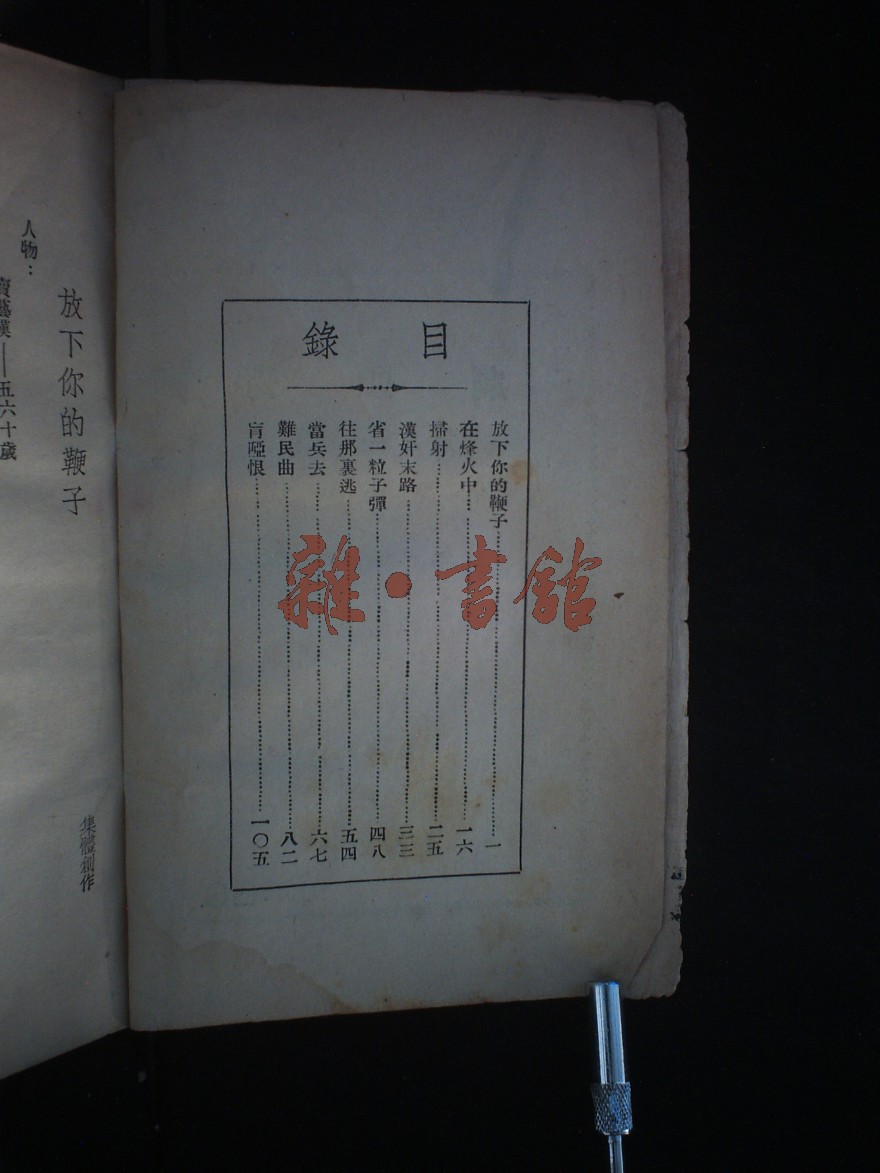 目錄
放下你的鞭子……一
在烽火中……一六
掃射……二五
漢奸末路……三三
省一粒子彈……四八
往那裏逃……五四
當兵去……六七
難民曲……八二
盲啞恨……一〇五
雜·書館
放下你的鞭子
集體創作
人物：
賣藝漢——五六十歲